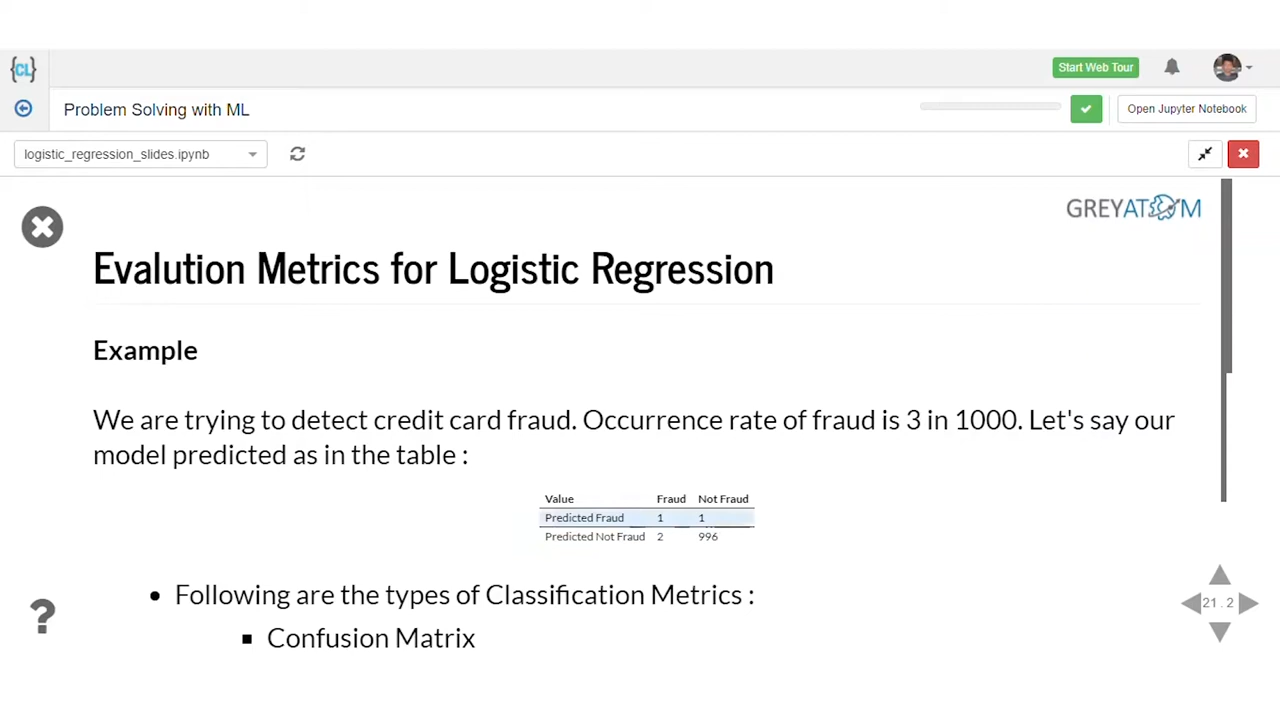 {CL}
Start Web Tour
Problem Solving with ML
Open Jupyter Notebook
logistic_regression_slides.ipynb
GREYATOM
Evalution Metrics for Logistic Regression
Example
We are trying to detect credit card fraud. Occurrence rate of fraud is 3 in 1000. Let's say our
model predicted as in the table :
Value Fraud Not Fraud
Predicted Fraud 1 1
Predicted Not Fraud 2 996
• Following are the types of Classification Metrics :
▪ Confusion Matrix
?
21 . 2